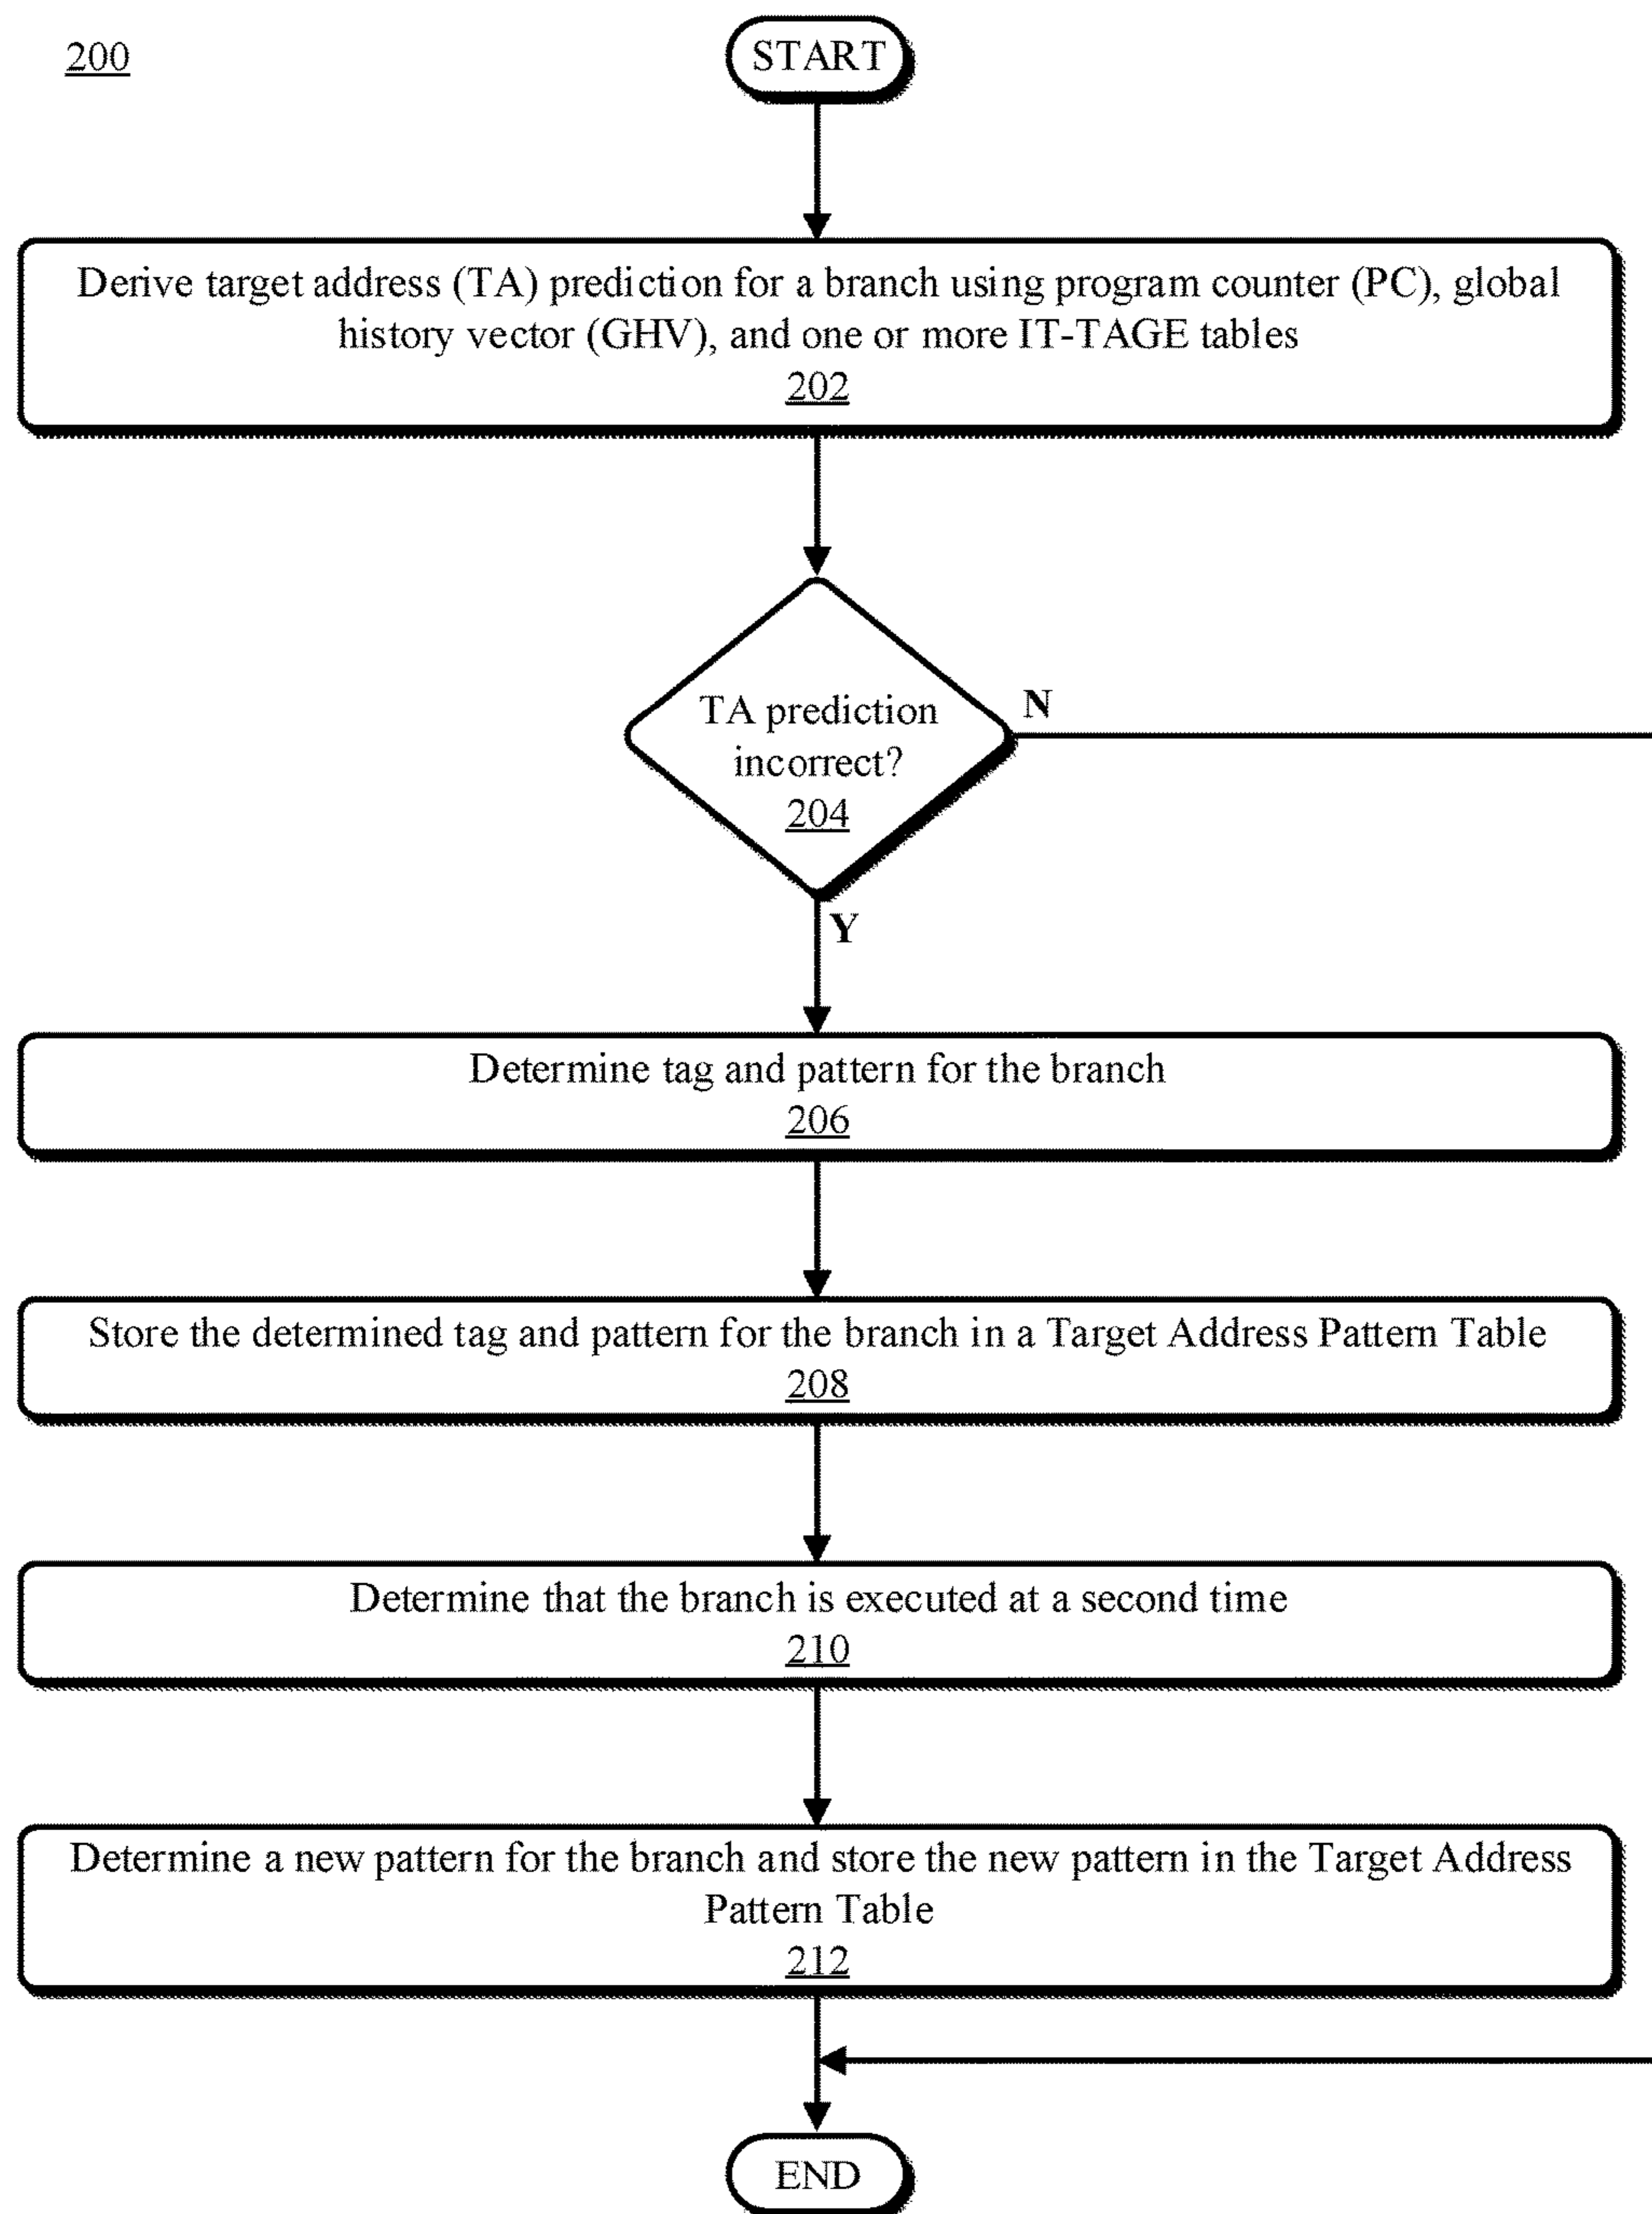 200
START
Derive target address (TA) prediction for a branch using program counter (PC), global
history vector (GHV), and one or more IT-TAGE tables
202
TA prediction
incorrect?
204
N
Y
Determine tag and pattern for the branch
206
Store the determined tag and pattern for the branch in a Target Address Pattern Table
208
Determine that the branch is executed at a second time
210
Determine a new pattern for the branch and store the new pattern in the Target Address
Pattern Table
212
END